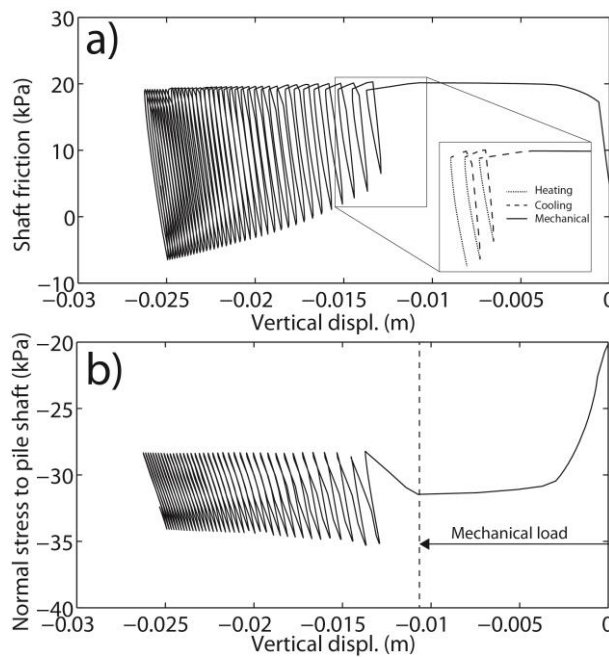 a)
Shaft friction (kPa)
30
20
10
0
−10
Heating
Cooling
Mechanical
−0.03
−0.025
−0.02
−0.015
−0.01
−0.005
0
Vertical displ. (m)
b)
Normal stress to pile shaft (kPa)
−20
−25
−30
−35
−40
Mechanical load
−0.03
−0.025
−0.02
−0.015
−0.01
−0.005
0
Vertical displ. (m)